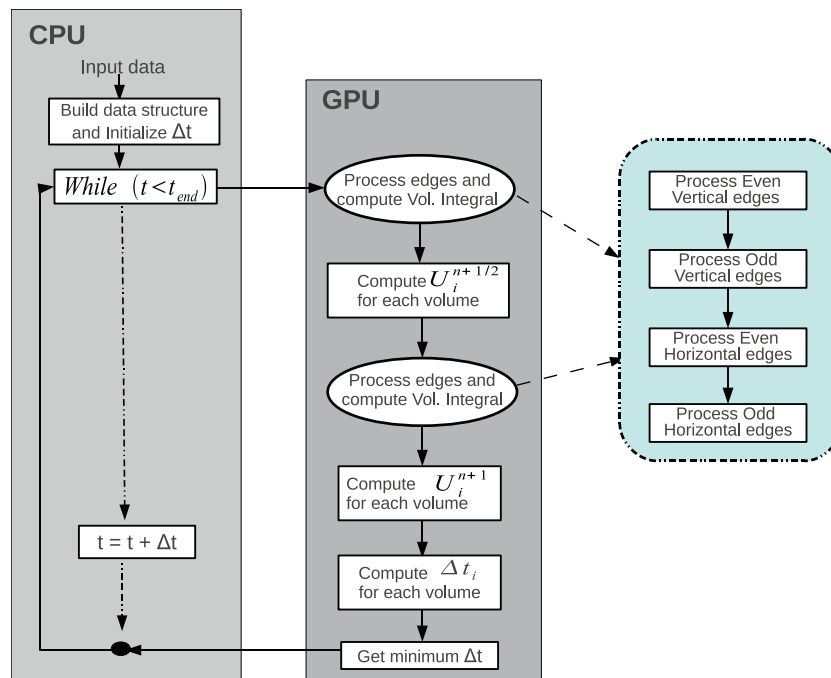 CPU
Input data
Build data structure
and Initialize Δt
While (t < t_end)
t = t + Δt
GPU
Process edges and
compute Vol. Integral
Compute U_i^{n+1/2}
for each volume
Process edges and
compute Vol. Integral
Compute U_i^{n+1}
for each volume
Compute Δt_i
for each volume
Get minimum Δt
Process Even
Vertical edges
Process Odd
Vertical edges
Process Even
Horizontal edges
Process Odd
Horizontal edges